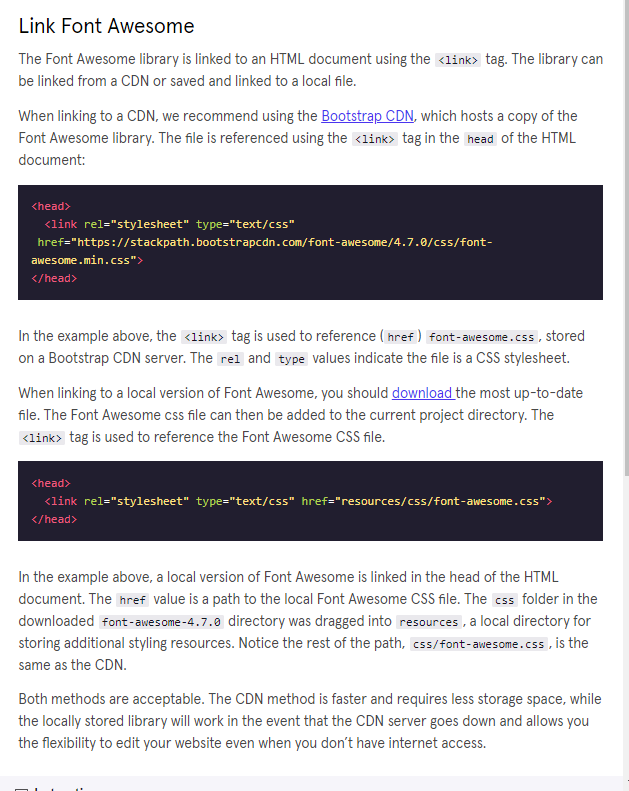 Link Font Awesome
The Font Awesome library is linked to an HTML document using the <link> tag. The library can
be linked from a CDN or saved and linked to a local file.
When linking to a CDN, we recommend using the Bootstrap CDN, which hosts a copy of the
Font Awesome library. The file is referenced using the <link> tag in the head of the HTML
document:
<head>
<link rel="stylesheet" type="text/css"
href="https://stackpath.bootstrapcdn.com/font-awesome/4.7.0/css/font-
awesome.min.css">
</head>
In the example above, the <link> tag is used to reference (href) font-awesome.css, stored
on a Bootstrap CDN server. The rel and type values indicate the file is a CSS stylesheet.
When linking to a local version of Font Awesome, you should download the most up-to-date
file. The Font Awesome css file can then be added to the current project directory. The
<link> tag is used to reference the Font Awesome CSS file.
<head>
<link rel="stylesheet" type="text/css" href="resources/css/font-awesome.css">
</head>
In the example above, a local version of Font Awesome is linked in the head of the HTML
document. The href value is a path to the local Font Awesome CSS file. The css folder in the
downloaded font-awesome-4.7.0 directory was dragged into resources, a local directory for
storing additional styling resources. Notice the rest of the path, css/font-awesome.css, is the
same as the CDN.
Both methods are acceptable. The CDN method is faster and requires less storage space, while
the locally stored library will work in the event that the CDN server goes down and allows you
the flexibility to edit your website even when you don't have internet access.